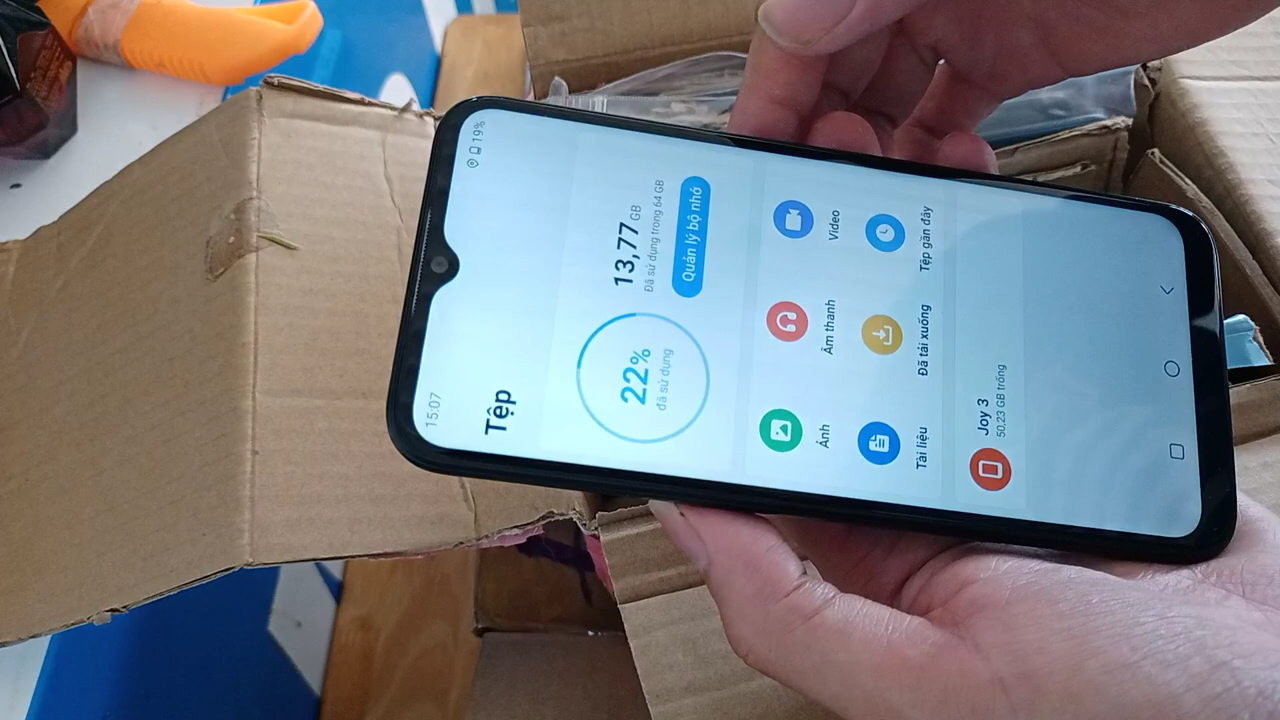 15:07
19%
Tệp
22%
đã sử dụng
13,77 GB
Đã sử dụng trong 64 GB
Quản lý bộ nhớ
Ảnh
Âm thanh
Video
Tài liệu
Đã tải xuống
Tệp gần đây
Joy 3
50,23 GB trống